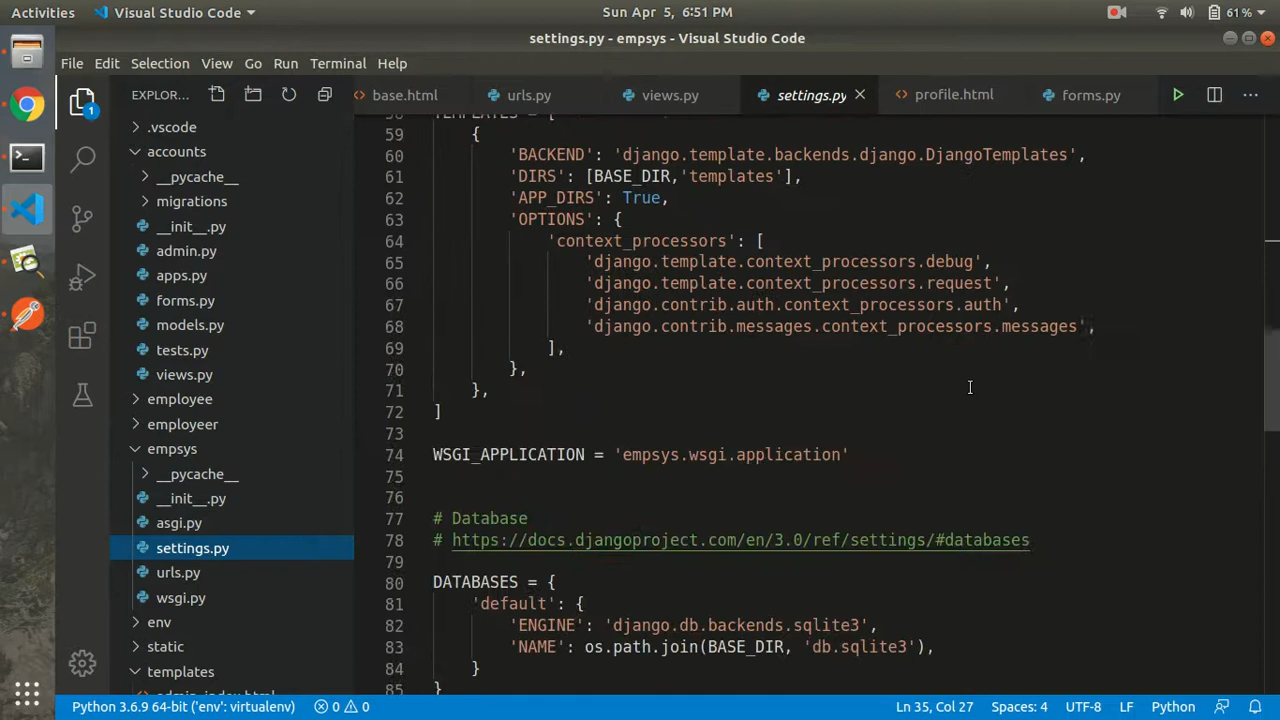 Activities Visual Studio Code Sun Apr 5, 6:51 PM 61%
settings.py - empsys - Visual Studio Code
File Edit Selection View Go Run Terminal Help
EXPLOR... base.html urls.py views.py settings.py profile.html forms.py
1
.vscode
accounts
__pycache__
migrations
__init__.py
admin.py
apps.py
forms.py
models.py
tests.py
views.py
employee
employeer
empsys
__pycache__
__init__.py
asgi.py
settings.py
urls.py
wsgi.py
env
static
templates
admin_index.html
58 TEMPLATES = [
59 {
60 'BACKEND': 'django.template.backends.django.DjangoTemplates',
61 'DIRS': [BASE_DIR,'templates'],
62 'APP_DIRS': True,
63 'OPTIONS': {
64 'context_processors': [
65 'django.template.context_processors.debug',
66 'django.template.context_processors.request',
67 'django.contrib.auth.context_processors.auth',
68 'django.contrib.messages.context_processors.messages',
69 ],
70 },
71 },
72 ]
73
74 WSGI_APPLICATION = 'empsys.wsgi.application'
75
76
77 # Database
78 # https://docs.djangoproject.com/en/3.0/ref/settings/#databases
79
80 DATABASES = {
81 'default': {
82 'ENGINE': 'django.db.backends.sqlite3',
83 'NAME': os.path.join(BASE_DIR, 'db.sqlite3'),
84 }
85 }
Python 3.6.9 64-bit ('env': virtualenv) 0 0 Ln 35, Col 27 Spaces: 4 UTF-8 LF Python